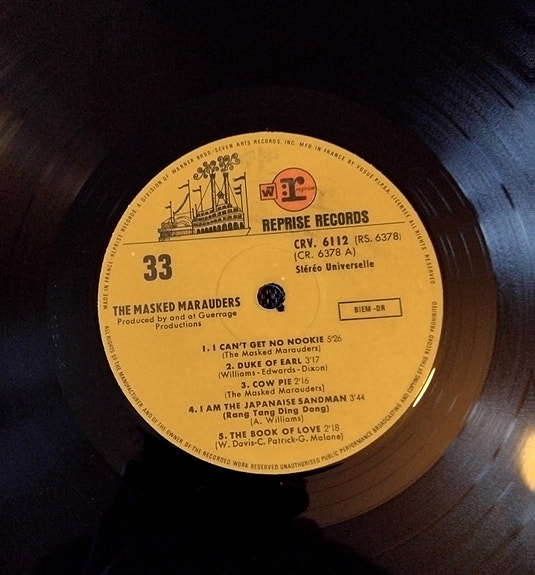 MADE IN FRANCE REPRISE RECORDS, A DIVISION OF WARNER BROS-SEVEN ARTS RECORDS, INC. MFD. IN FRANCE BY VOGUE P.I.P. S.A. LICENSEE ALL RIGHTS
W r reprise
REPRISE RECORDS
CRV. 6112 (RS. 6378)
(CR. 6378 A)
Stéréo Universelle
33
THE MASKED MARAUDERS
Produced by and at Guerrage
Productions
BIEM-DR
1. I CAN'T GET NO NOOKIE 5'26
(The Masked Marauders)
2. DUKE OF EARL 3'17
(Williams-Edwards-Dixon)
3. COW PIE 2'16
(The Masked Marauders)
4. I AM THE JAPANAISE SANDMAN 3'44
(Rang Tang Ding Dong)
(A. Williams)
5. THE BOOK OF LOVE 2'18
(W. Davis-C. Patrick-G. Malone)
ALL RIGHTS OF THE MANUFACTURER AND OF THE OWNER OF THE RECORDED WORK RESERVED. UNAUTHORISED PUBLIC PERFORMANCE BROADCASTING AND COPYING OF THIS RECORD PROHIBITED